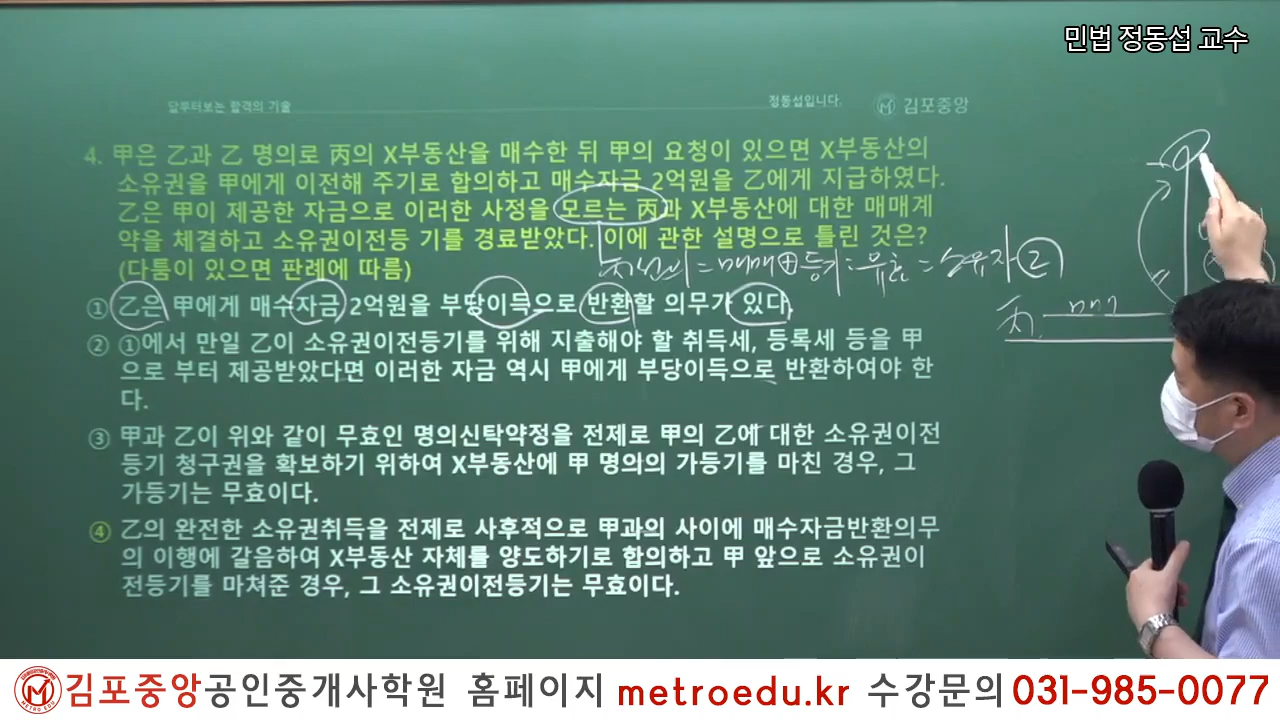 민법 정동섭 교수
달부터보는 합격의 기술
정동섭입니다.
김포중앙
4. 甲은 乙과 乙 명의로 丙의 X부동산을 매수한 뒤 甲의 요청이 있으면 X부동산의
소유권을 甲에게 이전해 주기로 합의하고 매수자금 2억원을 乙에게 지급하였다.
乙은 甲이 제공한 자금으로 이러한 사정을 모르는 丙과 X부동산에 대한 매매계
약을 체결하고 소유권이전등 기를 경료받았다. 이에 관한 설명으로 틀린 것은?
(다툼이 있으면 판례에 따름)
= 매매 + 등기 : 유효 = 소유자 乙
① 乙은 甲에게 매수자금 2억원을 부당이득으로 반환할 의무가 있다.
丙 매매
② ①에서 만일 乙이 소유권이전등기를 위해 지출해야 할 취득세, 등록세 등을 甲
으로 부터 제공받았다면 이러한 자금 역시 甲에게 부당이득으로 반환하여야 한
다.
③ 甲과 乙이 위와 같이 무효인 명의신탁약정을 전제로 甲의 乙에 대한 소유권이전
등기 청구권을 확보하기 위하여 X부동산에 甲 명의의 가등기를 마친 경우, 그
가등기는 무효이다.
④ 乙의 완전한 소유권취득을 전제로 사후적으로 甲과의 사이에 매수자금반환의무
의 이행에 갈음하여 X부동산 자체를 양도하기로 합의하고 甲 앞으로 소유권이
전등기를 마쳐준 경우, 그 소유권이전등기는 무효이다.
METRO EDU
김포중앙공인중개사학원 홈페이지 metroedu.kr 수강문의 031-985-0077